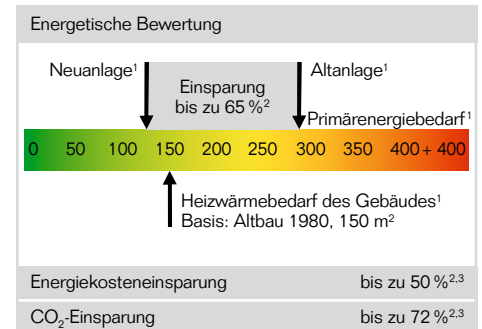 Energetische Bewertung
Neuanlage¹ Altanlage¹
Einsparung
bis zu 65 %²
Primärenergiebedarf¹
0 50 100 150 200 250 300 350 400 + 400
Heizwärmebedarf des Gebäudes¹
Basis: Altbau 1980, 150 m²
Energiekosteneinsparung bis zu 50 %²,³
CO₂-Einsparung bis zu 72 %²,³